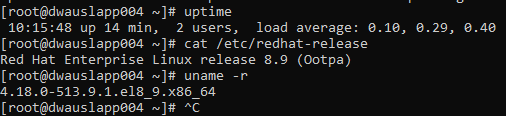 [root@dwauslapp004 ~]# uptime
 10:15:48 up 14 min,  2 users,  load average: 0.10, 0.29, 0.40
[root@dwauslapp004 ~]# cat /etc/redhat-release
Red Hat Enterprise Linux release 8.9 (Ootpa)
[root@dwauslapp004 ~]# uname -r
4.18.0-513.9.1.el8_9.x86_64
[root@dwauslapp004 ~]# ^C